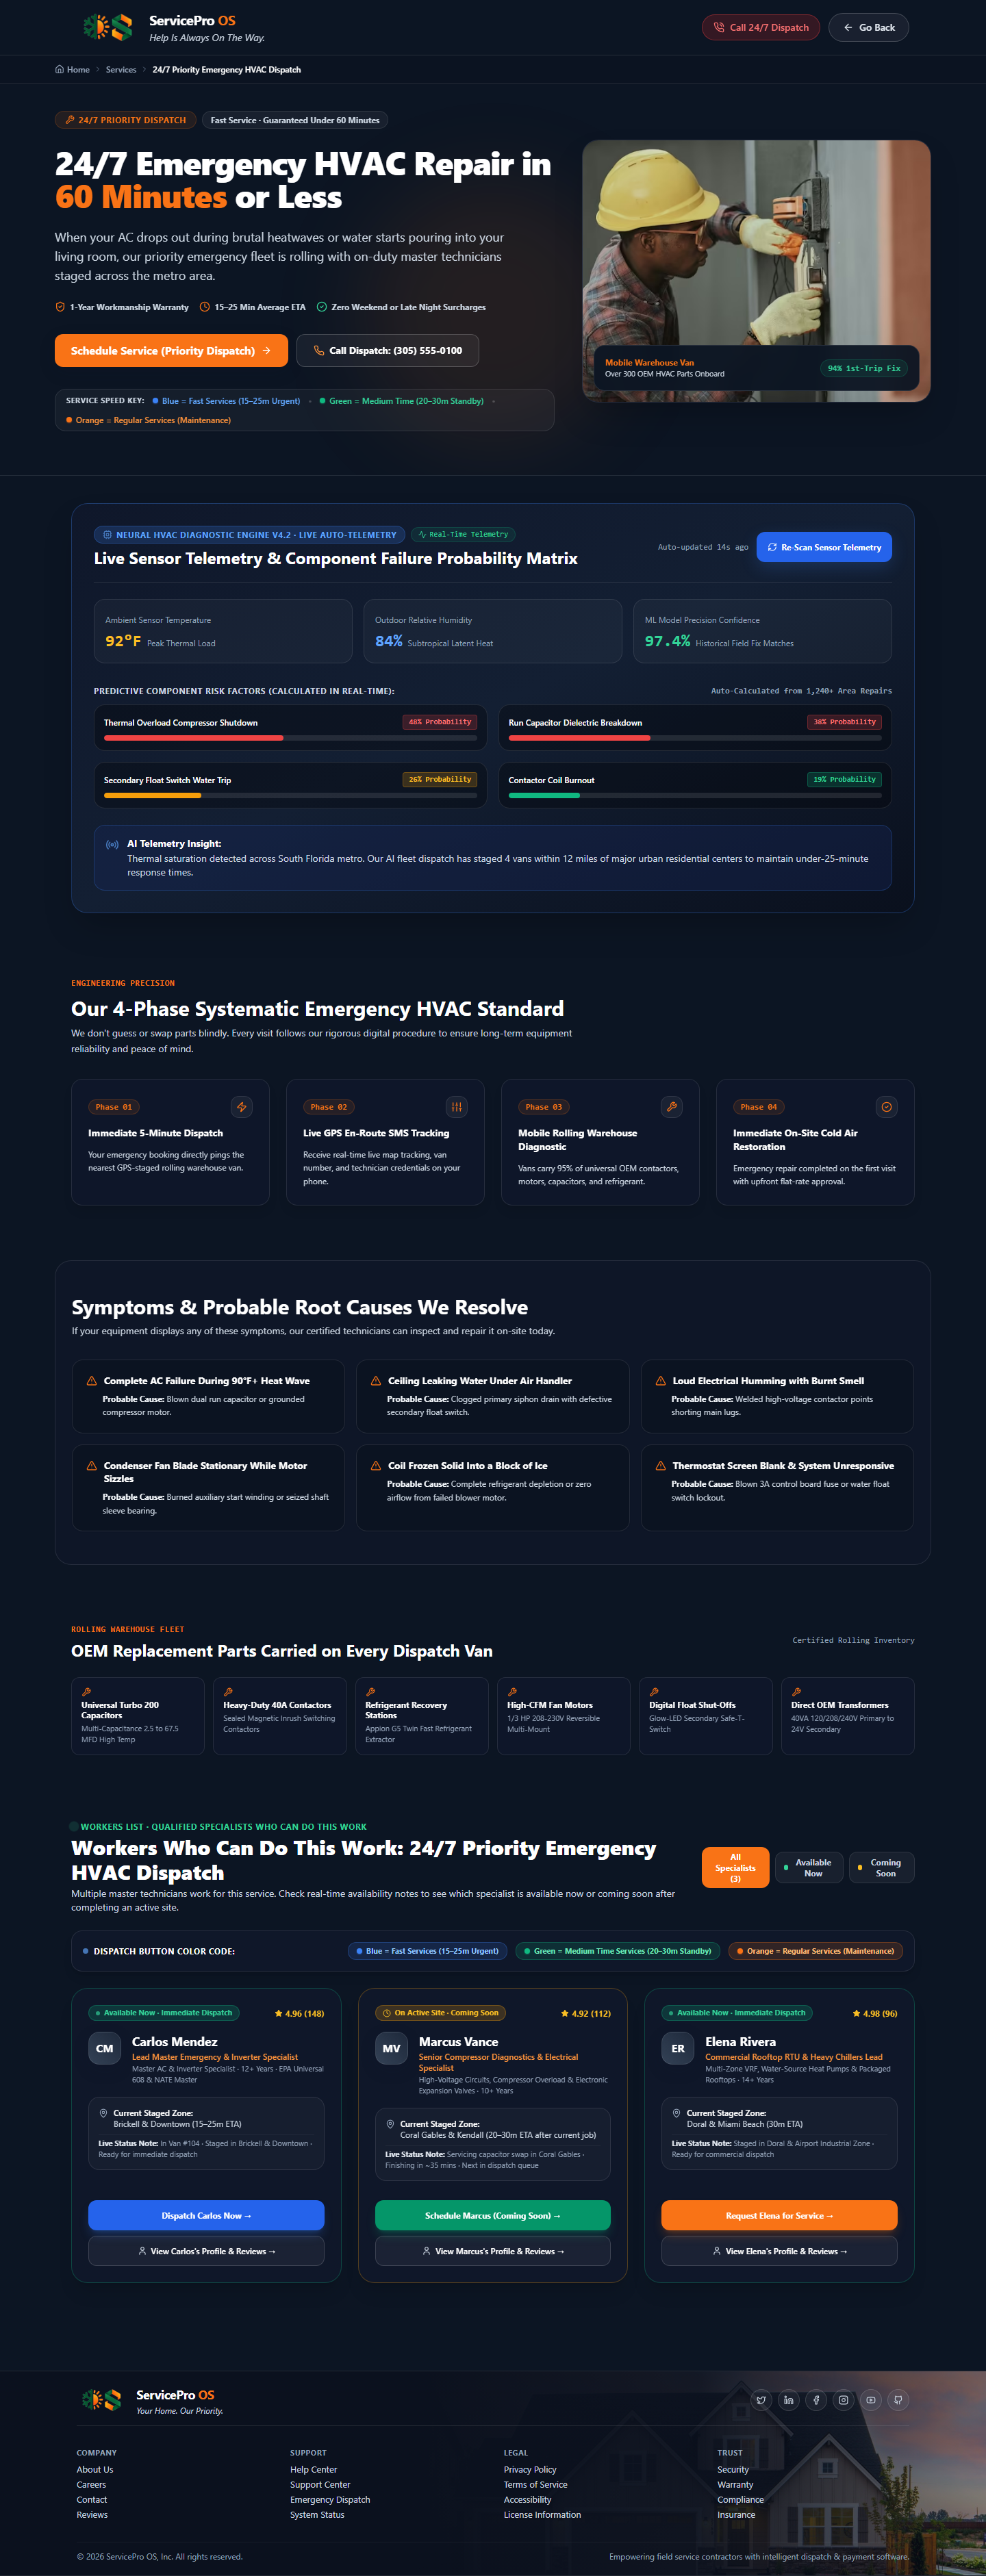 ServicePro OS
Help Is Always On The Way.
Call 24/7 Dispatch
Go Back
Home
Services
24/7 Priority Emergency HVAC Dispatch
24/7 PRIORITY DISPATCH
Fast Service · Guaranteed Under 60 Minutes
24/7 Emergency HVAC Repair in
60 Minutes or Less
When your AC drops out during brutal heatwaves or water starts pouring into your
living room, our priority emergency fleet is rolling with on-duty master technicians
staged across the metro area.
1-Year Workmanship Warranty
15–25 Min Average ETA
Zero Weekend or Late Night Surcharges
Schedule Service (Priority Dispatch) →
Call Dispatch: (305) 555-0100
SERVICE SPEED KEY:
Blue = Fast Services (15–25m Urgent)
•
Green = Medium Time (20–30m Standby)
•
Orange = Regular Services (Maintenance)
Mobile Warehouse Van
Over 300 OEM HVAC Parts Onboard
94% 1st-Trip Fix
NEURAL HVAC DIAGNOSTIC ENGINE V4.2 · LIVE AUTO-TELEMETRY
Real-Time Telemetry
Live Sensor Telemetry & Component Failure Probability Matrix
Auto-updated 14s ago
Re-Scan Sensor Telemetry
Ambient Sensor Temperature
92°F Peak Thermal Load
Outdoor Relative Humidity
84% Subtropical Latent Heat
ML Model Precision Confidence
97.4% Historical Field Fix Matches
PREDICTIVE COMPONENT RISK FACTORS (CALCULATED IN REAL-TIME):
Auto-Calculated from 1,240+ Area Repairs
Thermal Overload Compressor Shutdown
48% Probability
Run Capacitor Dielectric Breakdown
38% Probability
Secondary Float Switch Water Trip
26% Probability
Contactor Coil Burnout
19% Probability
AI Telemetry Insight:
Thermal saturation detected across South Florida metro. Our AI fleet dispatch has staged 4 vans within 12 miles of major urban residential centers to maintain under-25-minute
response times.
ENGINEERING PRECISION
Our 4-Phase Systematic Emergency HVAC Standard
We don't guess or swap parts blindly. Every visit follows our rigorous digital procedure to ensure long-term equipment
reliability and peace of mind.
Phase 01
Immediate 5-Minute Dispatch
Your emergency booking directly pings the
nearest GPS-staged rolling warehouse van.
Phase 02
Live GPS En-Route SMS Tracking
Receive real-time live map tracking, van
number, and technician credentials on your
phone.
Phase 03
Mobile Rolling Warehouse
Diagnostic
Vans carry 95% of universal OEM contactors,
motors, capacitors, and refrigerant.
Phase 04
Immediate On-Site Cold Air
Restoration
Emergency repair completed on the first visit
with upfront flat-rate approval.
Symptoms & Probable Root Causes We Resolve
If your equipment displays any of these symptoms, our certified technicians can inspect and repair it on-site today.
Complete AC Failure During 90°F+ Heat Wave
Probable Cause: Blown dual run capacitor or grounded
compressor motor.
Ceiling Leaking Water Under Air Handler
Probable Cause: Clogged primary siphon drain with defective
secondary float switch.
Loud Electrical Humming with Burnt Smell
Probable Cause: Welded high-voltage contactor points
shorting main lugs.
Condenser Fan Blade Stationary While Motor
Sizzles
Probable Cause: Burned auxiliary start winding or seized shaft
sleeve bearing.
Coil Frozen Solid Into a Block of Ice
Probable Cause: Complete refrigerant depletion or zero
airflow from failed blower motor.
Thermostat Screen Blank & System Unresponsive
Probable Cause: Blown 3A control board fuse or water float
switch lockout.
ROLLING WAREHOUSE FLEET
OEM Replacement Parts Carried on Every Dispatch Van
Certified Rolling Inventory
Universal Turbo 200
Capacitors
Multi-Capacitance 2.5 to 67.5
MFD High Temp
Heavy-Duty 40A Contactors
Sealed Magnetic Inrush Switching
Contactors
Refrigerant Recovery
Stations
Appion G5 Twin Fast Refrigerant
Extractor
High-CFM Fan Motors
1/3 HP 208-230V Reversible
Multi-Mount
Digital Float Shut-Offs
Glow-LED Secondary Safe-T-
Switch
Direct OEM Transformers
40VA 120/208/240V Primary to
24V Secondary
WORKERS LIST · QUALIFIED SPECIALISTS WHO CAN DO THIS WORK
Workers Who Can Do This Work: 24/7 Priority Emergency
HVAC Dispatch
Multiple master technicians work for this service. Check real-time availability notes to see which specialist is available now or coming soon after
completing an active site.
All
Specialists
(3)
Available
Now
Coming
Soon
DISPATCH BUTTON COLOR CODE:
Blue = Fast Services (15–25m Urgent)
Green = Medium Time Services (20–30m Standby)
Orange = Regular Services (Maintenance)
Available Now · Immediate Dispatch
★ 4.96 (148)
CM
Carlos Mendez
Lead Master Emergency & Inverter Specialist
Master AC & Inverter Specialist · 12+ Years · EPA Universal
608 & NATE Master
Current Staged Zone:
Brickell & Downtown (15–25m ETA)
Live Status Note: In Van #104 · Staged in Brickell & Downtown ·
Ready for immediate dispatch
Dispatch Carlos Now →
View Carlos's Profile & Reviews →
On Active Site · Coming Soon
★ 4.92 (112)
MV
Marcus Vance
Senior Compressor Diagnostics & Electrical
Specialist
High-Voltage Circuits, Compressor Overload & Electronic
Expansion Valves · 10+ Years
Current Staged Zone:
Coral Gables & Kendall (20–30m ETA after current job)
Live Status Note: Servicing capacitor swap in Coral Gables ·
Finishing in ~35 mins · Next in dispatch queue
Schedule Marcus (Coming Soon) →
View Marcus's Profile & Reviews →
Available Now · Immediate Dispatch
★ 4.98 (96)
ER
Elena Rivera
Commercial Rooftop RTU & Heavy Chillers Lead
Multi-Zone VRF, Water-Source Heat Pumps & Packaged
Rooftops · 14+ Years
Current Staged Zone:
Doral & Miami Beach (30m ETA)
Live Status Note: Staged in Doral & Airport Industrial Zone ·
Ready for commercial dispatch
Request Elena for Service →
View Elena's Profile & Reviews →
ServicePro OS
Your Home. Our Priority.
COMPANY
About Us
Careers
Contact
Reviews
SUPPORT
Help Center
Support Center
Emergency Dispatch
System Status
LEGAL
Privacy Policy
Terms of Service
Accessibility
License Information
TRUST
Security
Warranty
Compliance
Insurance
© 2026 ServicePro OS, Inc. All rights reserved.
Empowering field service contractors with intelligent dispatch & payment software.